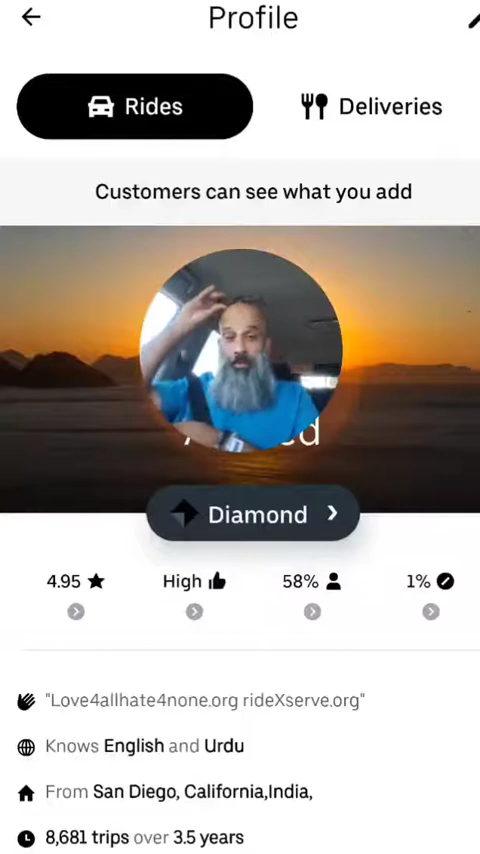 Profile
Rides
Deliveries
Customers can see what you add
Diamond
4.95 High 58% 1%
"Love4allhate4none.org rideXserve.org"
Knows English and Urdu
From San Diego, California,India,
8,681 trips over 3.5 years